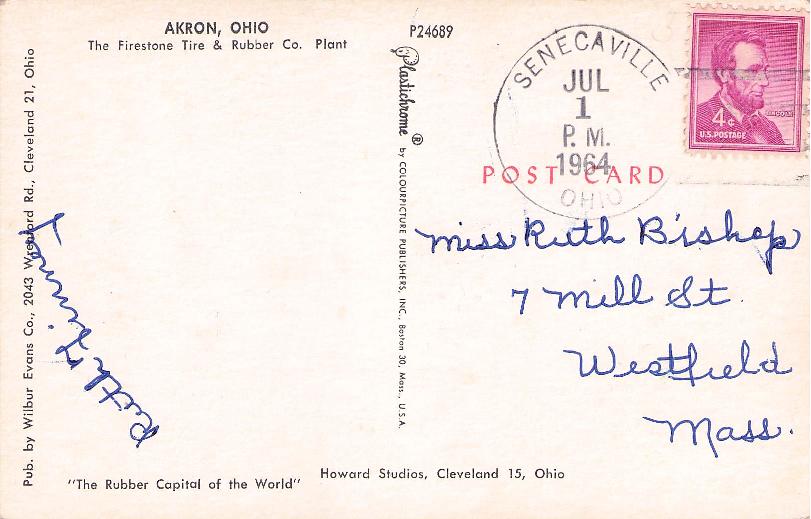 AKRON, OHIO
The Firestone Tire & Rubber Co. Plant
P24689
SENECAVILLE
JUL
1
P. M.
1964
OHIO
LINCOLN
4¢
U.S. POSTAGE
POST CARD
Miss Ruth Bishop
7 Mill St.
Westfield
Mass.
Plastichrome ® by COLOURPICTURE PUBLISHERS, INC., Boston 30, Mass., U.S.A.
Pub. by Wilbur Evans Co., 2043 Rd., Cleveland 21, Ohio
Ruth
"The Rubber Capital of the World"
Howard Studios, Cleveland 15, Ohio